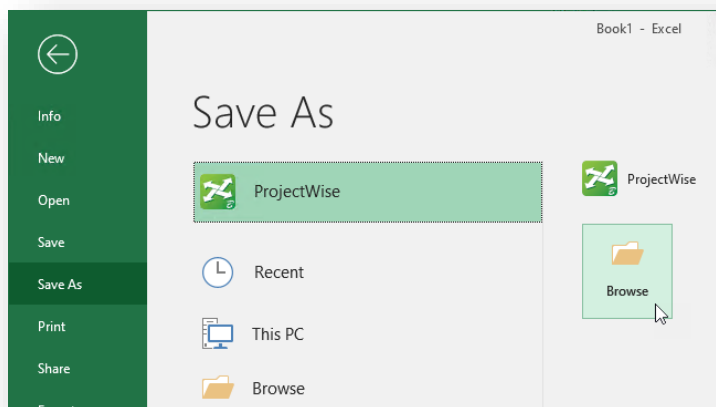 Book1 - Excel
Info
New
Open
Save
Save As
Print
Share
Save As
ProjectWise
Recent
This PC
Browse
ProjectWise
Browse